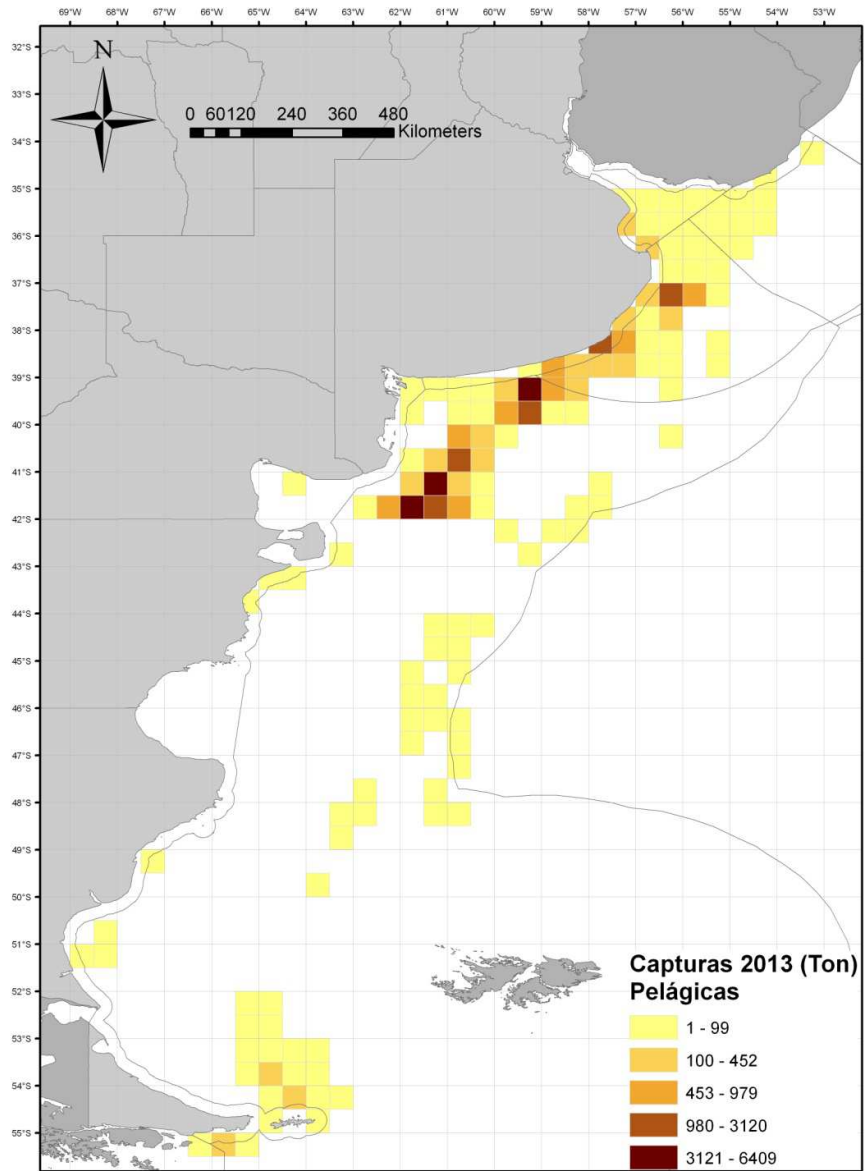 69°W 68°W 67°W 66°W 65°W 64°W 63°W 62°W 61°W 60°W 59°W 58°W 57°W 56°W 55°W 54°W 53°W
32°S
N
33°S
0 60 120 240 360 480
Kilometers
34°S
35°S
36°S
37°S
38°S
39°S
40°S
41°S
42°S
43°S
44°S
45°S
46°S
47°S
48°S
49°S
50°S
51°S
52°S
53°S
54°S
55°S
Capturas 2013 (Ton)
Pelágicas
1 - 99
100 - 452
453 - 979
980 - 3120
3121 - 6409